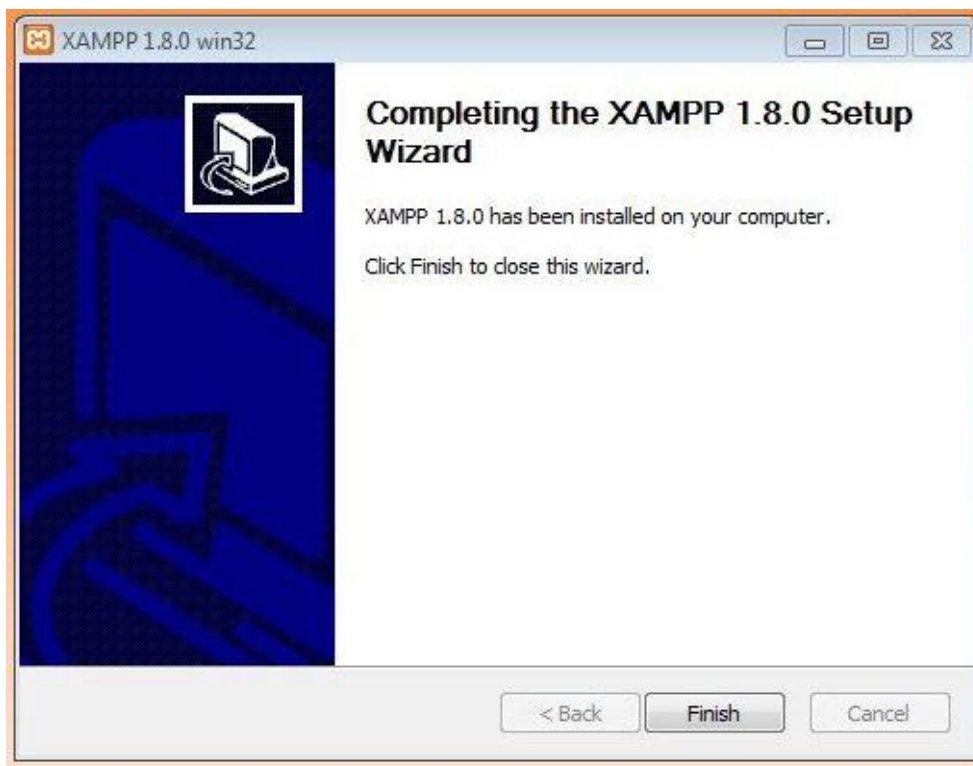 XAMPP 1.8.0 win32
Completing the XAMPP 1.8.0 Setup
Wizard
XAMPP 1.8.0 has been installed on your computer.
Click Finish to close this wizard.
< Back
Finish
Cancel